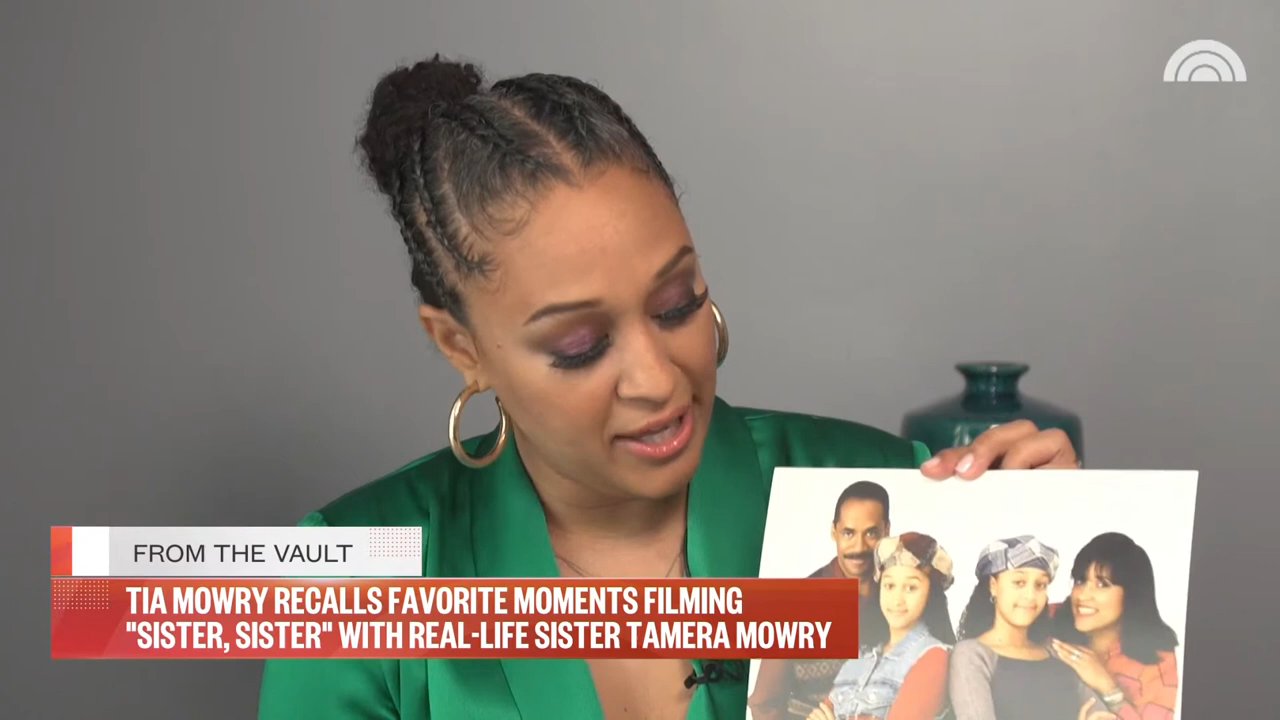 FROM THE VAULT
TIA MOWRY RECALLS FAVORITE MOMENTS FILMING
"SISTER, SISTER" WITH REAL-LIFE SISTER TAMERA MOWRY